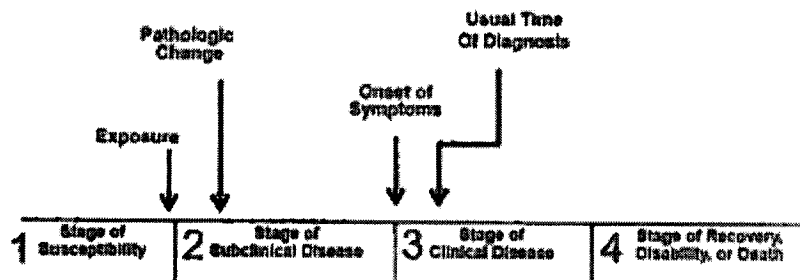 Usual Time
Of Diagnosis
Pathologic
Change
Onset of
Symptoms
Exposure
1 Stage of
Susceptibility
2 Stage of
Subclinical Disease
3 Stage of
Clinical Disease
4 Stage of Recovery,
Disability, or Death